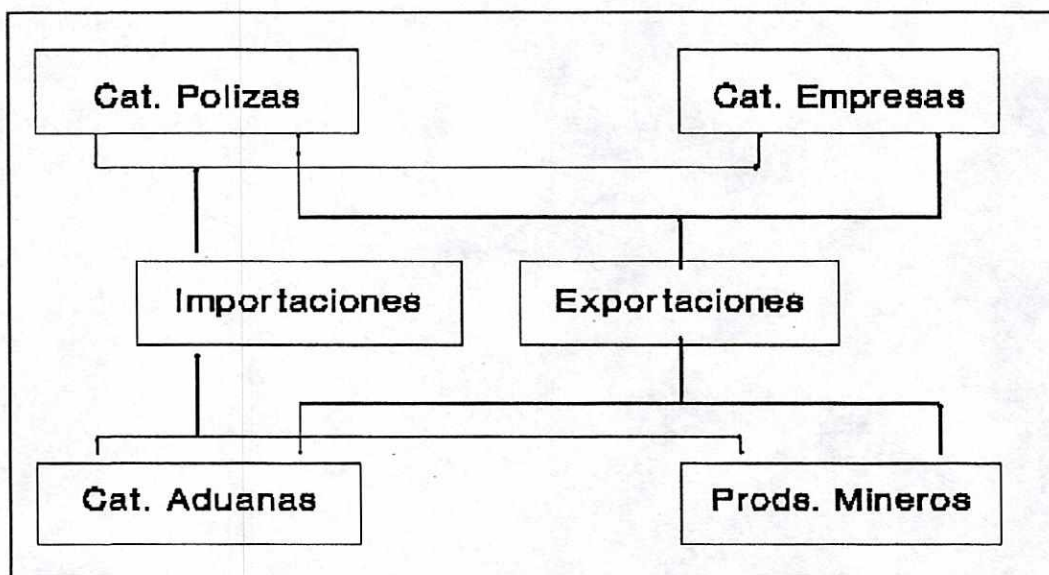 Cat. Polizas
Cat. Empresas
Importaciones
Exportaciones
Cat. Aduanas
Prods. Mineros